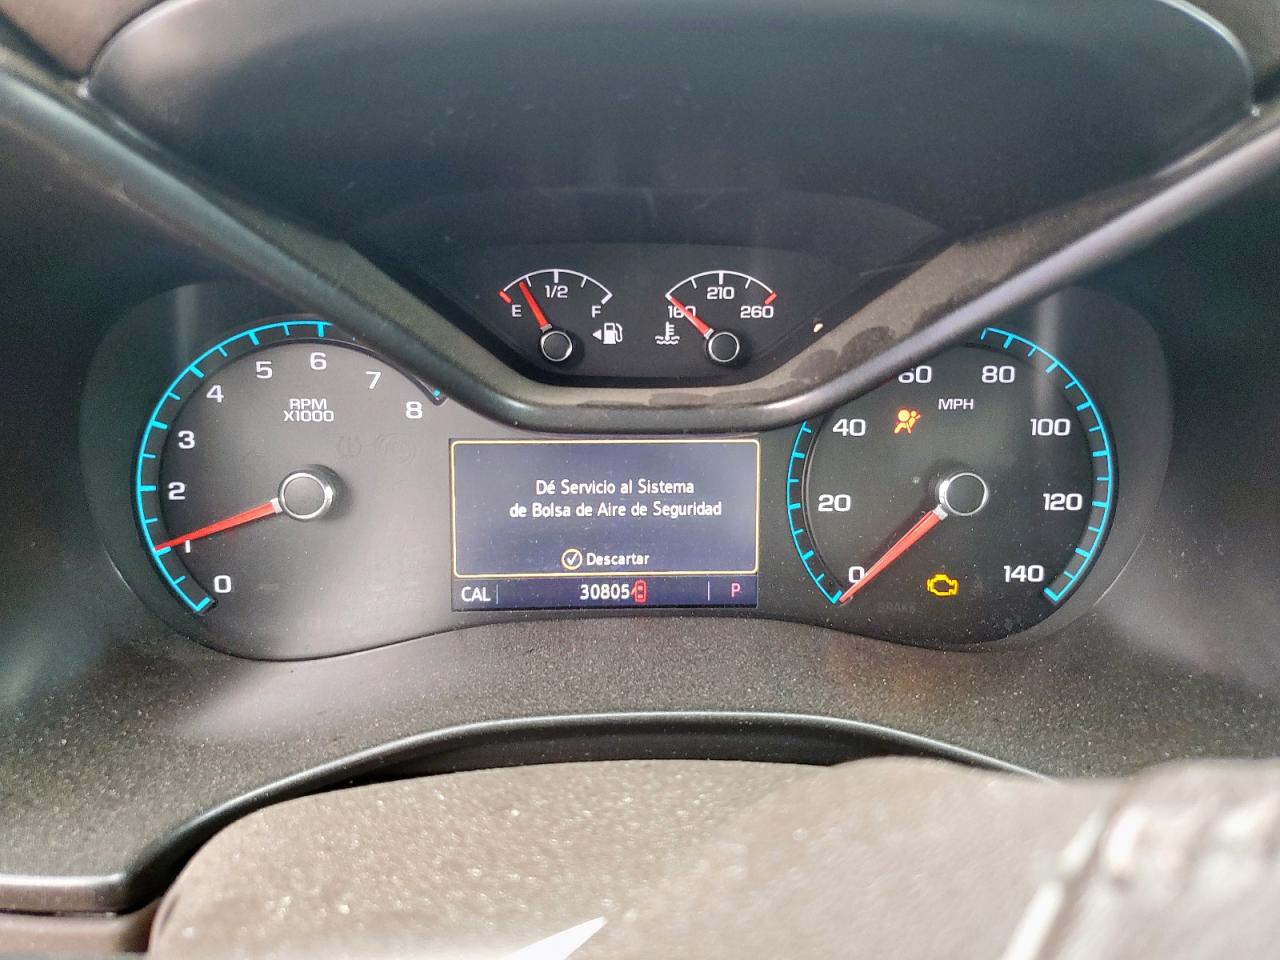 1/2
E F
210
160 260
0 1 2 3 4 5 6 7 8
RPM
X1000
Dé Servicio al Sistema
de Bolsa de Aire de Seguridad
Descartar
CAL 30805 P
0 20 40 60 80 100 120 140
MPH
BRAKE